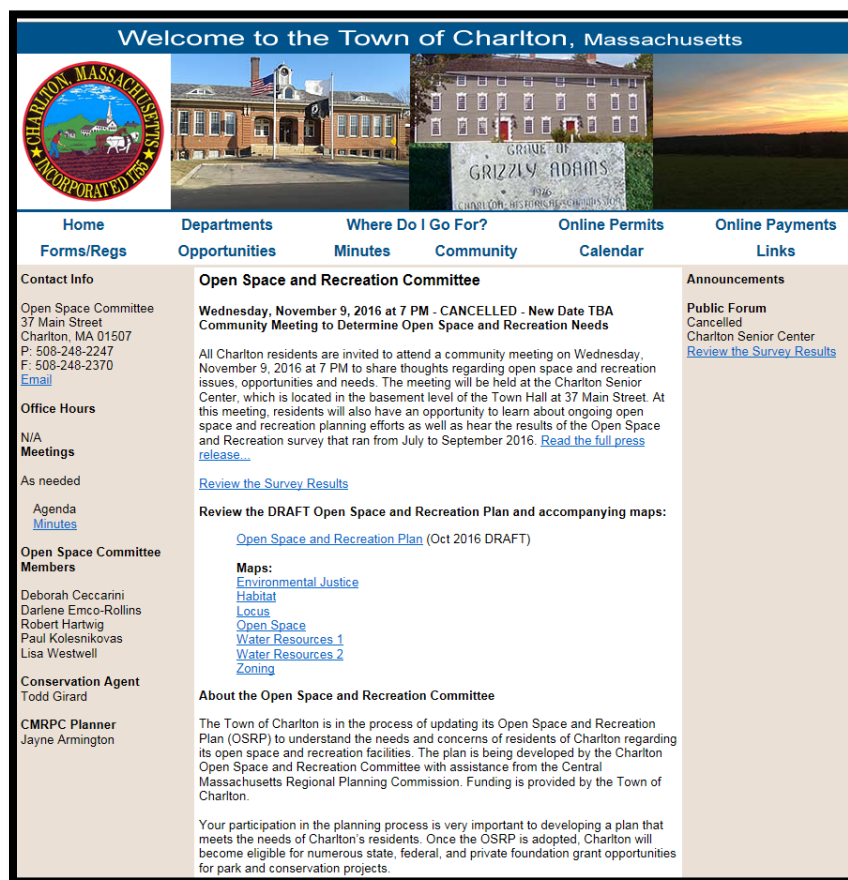 Welcome to the Town of Charlton, Massachusetts
CHARLTON, MASSACHUSETTS
INCORPORATED 1755
GRAVE OF
GRIZZLY ADAMS
CHARLTON HISTORICAL COMMISSION
Home Departments Where Do I Go For? Online Permits Online Payments
Forms/Regs Opportunities Minutes Community Calendar Links
Contact Info
Open Space Committee
37 Main Street
Charlton, MA 01507
P: 508-248-2247
F: 508-248-2370
Email
Office Hours
N/A
Meetings
As needed
Agenda
Minutes
Open Space Committee
Members
Deborah Ceccarini
Darlene Emco-Rollins
Robert Hartwig
Paul Kolesnikovas
Lisa Westwell
Conservation Agent
Todd Girard
CMRPC Planner
Jayne Armington
Open Space and Recreation Committee
Wednesday, November 9, 2016 at 7 PM - CANCELLED - New Date TBA
Community Meeting to Determine Open Space and Recreation Needs
All Charlton residents are invited to attend a community meeting on Wednesday,
November 9, 2016 at 7 PM to share thoughts regarding open space and recreation
issues, opportunities and needs. The meeting will be held at the Charlton Senior
Center, which is located in the basement level of the Town Hall at 37 Main Street. At
this meeting, residents will also have an opportunity to learn about ongoing open
space and recreation planning efforts as well as hear the results of the Open Space
and Recreation survey that ran from July to September 2016. Read the full press
release...
Review the Survey Results
Review the DRAFT Open Space and Recreation Plan and accompanying maps:
Open Space and Recreation Plan (Oct 2016 DRAFT)
Maps:
Environmental Justice
Habitat
Locus
Open Space
Water Resources 1
Water Resources 2
Zoning
About the Open Space and Recreation Committee
The Town of Charlton is in the process of updating its Open Space and Recreation
Plan (OSRP) to understand the needs and concerns of residents of Charlton regarding
its open space and recreation facilities. The plan is being developed by the Charlton
Open Space and Recreation Committee with assistance from the Central
Massachusetts Regional Planning Commission. Funding is provided by the Town of
Charlton.
Your participation in the planning process is very important to developing a plan that
meets the needs of Charlton's residents. Once the OSRP is adopted, Charlton will
become eligible for numerous state, federal, and private foundation grant opportunities
for park and conservation projects.
Announcements
Public Forum
Cancelled
Charlton Senior Center
Review the Survey Results